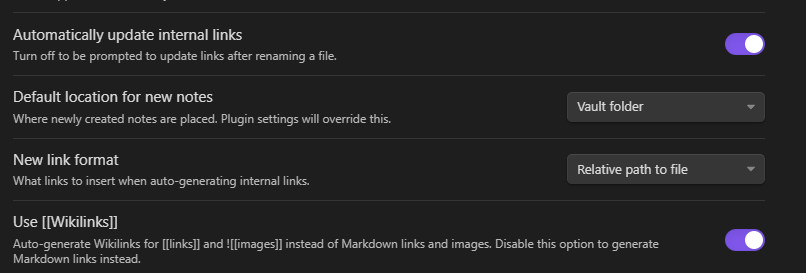 Automatically update internal links
Turn off to be prompted to update links after renaming a file.
Default location for new notes
Where newly created notes are placed. Plugin settings will override this.
Vault folder
New link format
What links to insert when auto-generating internal links.
Relative path to file
Use [[Wikilinks]]
Auto-generate Wikilinks for [[links]] and ![[images]] instead of Markdown links and images. Disable this option to generate
Markdown links instead.